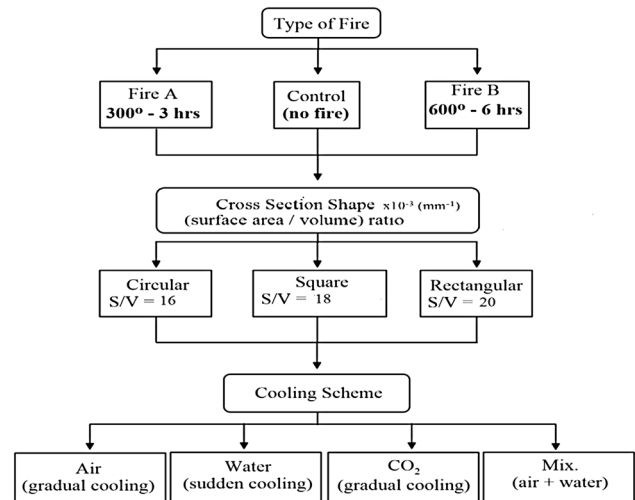 Type of Fire
Fire A
300º - 3 hrs
Control
(no fire)
Fire B
600º - 6 hrs
Cross Section Shape x10⁻³ (mm⁻¹)
(surface area / volume) ratio
Circular
S/V = 16
Square
S/V = 18
Rectangular
S/V = 20
Cooling Scheme
Air
(gradual cooling)
Water
(sudden cooling)
CO₂
(gradual cooling)
Mix.
(air + water)